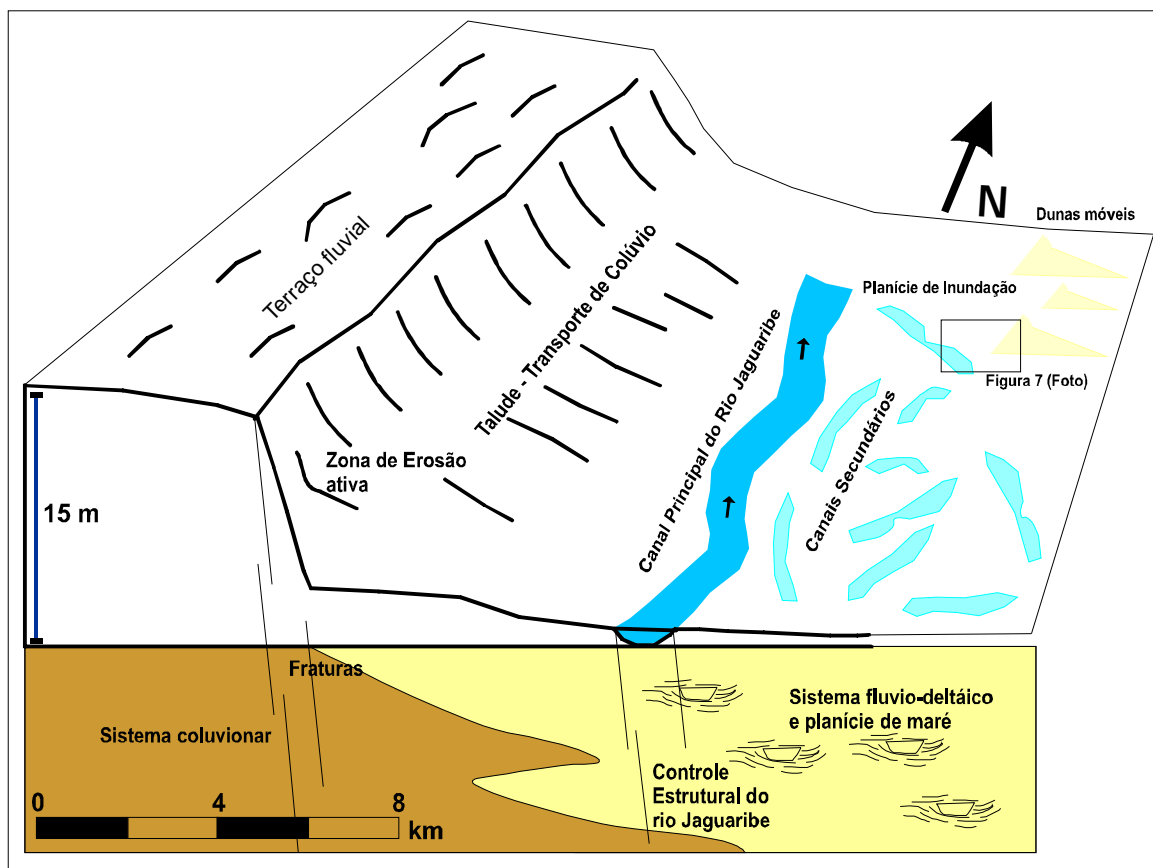 N
Dunas móveis
Terraço fluvial
Talude - Transporte de Colúvio
Planície de Inundação
Figura 7 (Foto)
Canal Principal do Rio Jaguaribe
Canais Secundários
Zona de Erosão
ativa
15 m
Fraturas
Sistema coluvionar
Sistema fluvio-deltáico
e planície de maré
Controle
Estrutural do
rio Jaguaribe
0 4 8
km